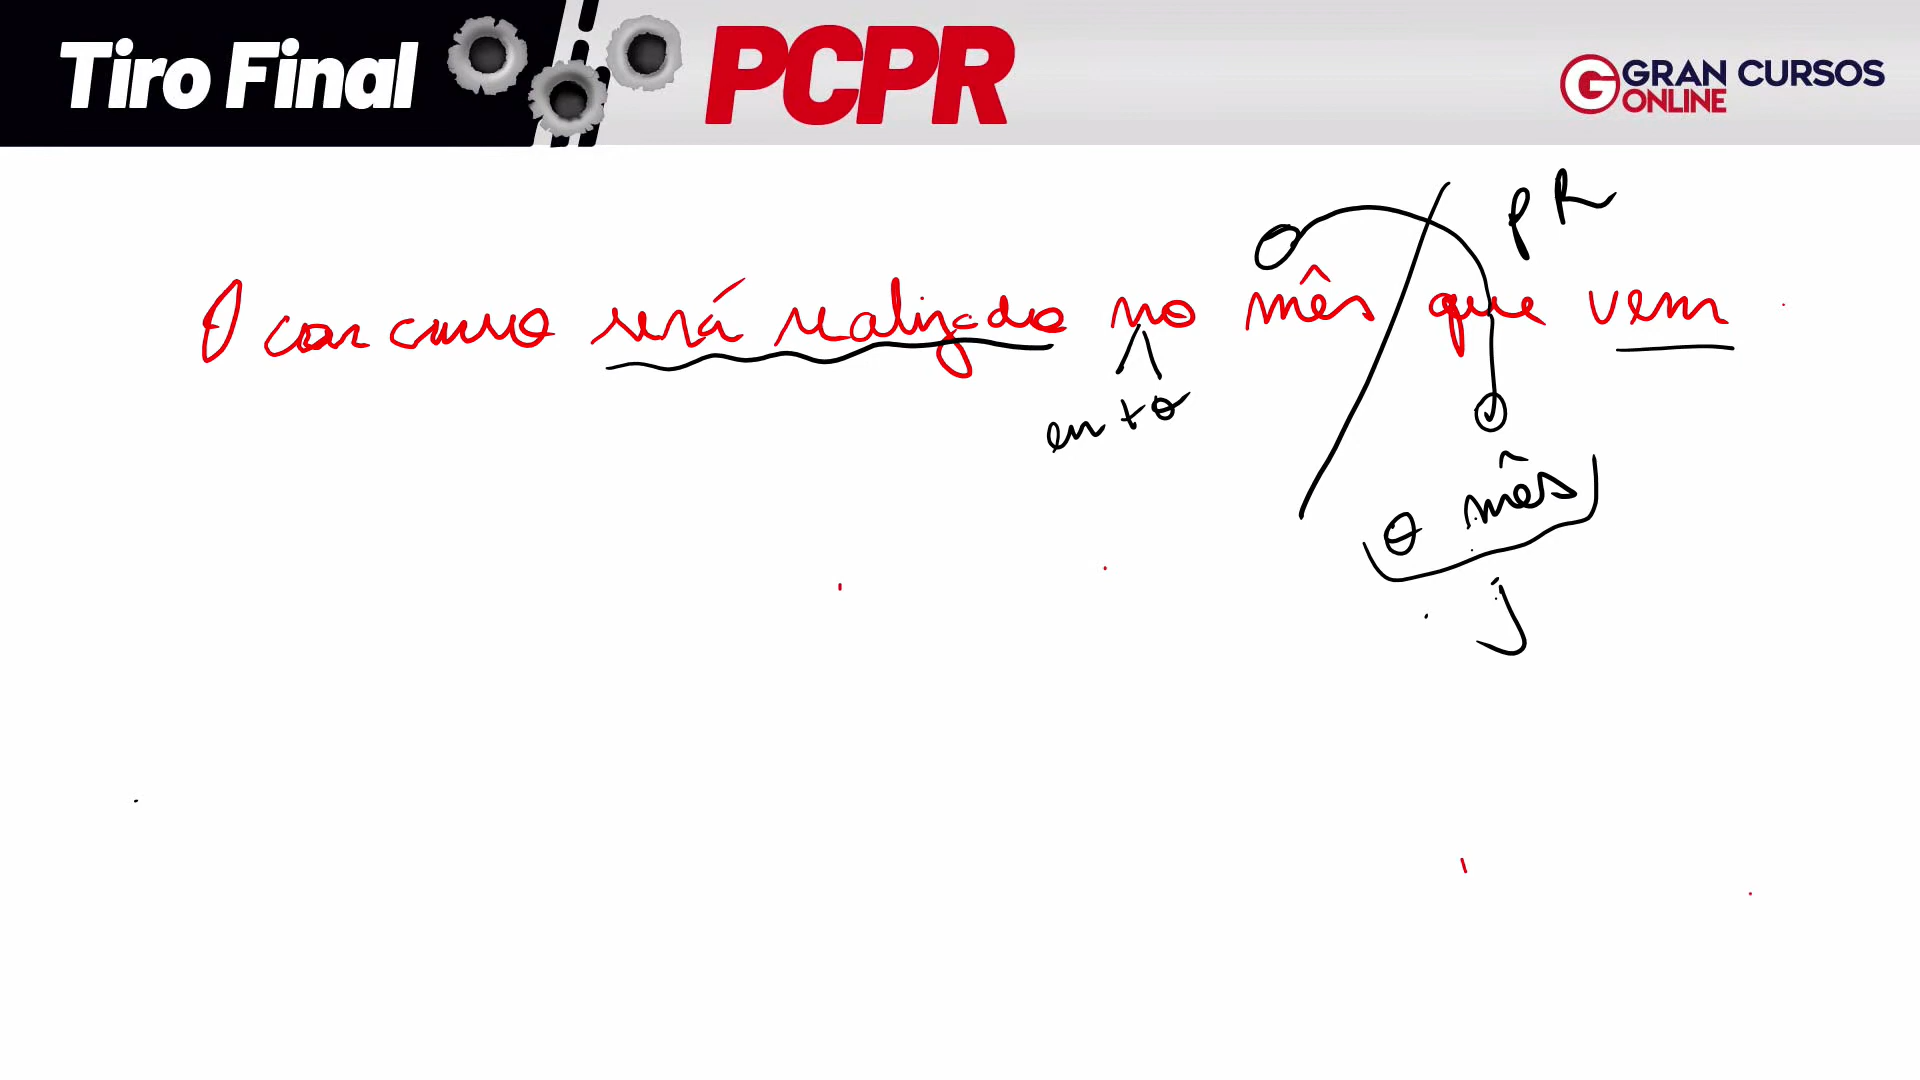 Tiro Final PCPR
GRAN CURSOS
ONLINE
PR
O concurso será realizado no mês que vem
em + o
o mês